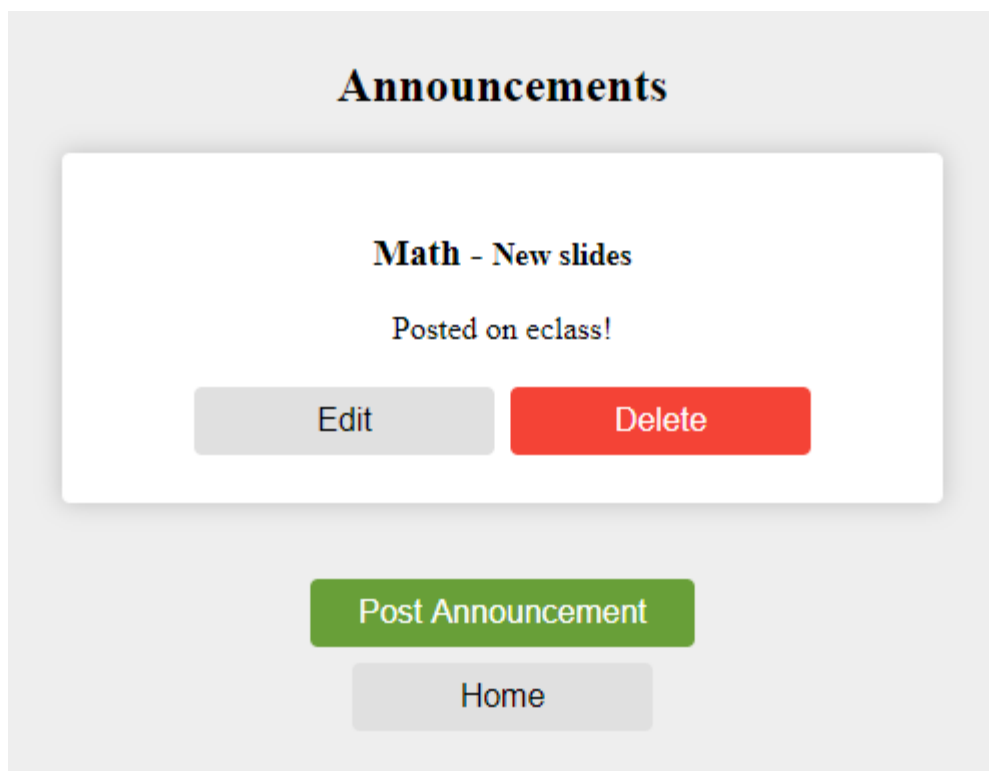 Announcements
Math - New slides
Posted on eclass!
Edit Delete
Post Announcement
Home